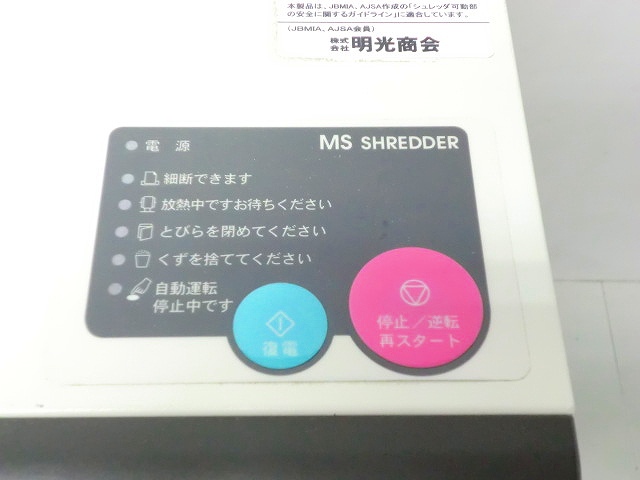 本製品は、JBMIA、AJSA作成の「シュレッダ可動部
の安全に関するガイドライン」に適合しています。
(JBMIA、AJSA会員)
株式会社 明光商会
電源
MS SHREDDER
細断できます
放熱中ですお待ちください
とびらを閉めてください
くずを捨ててください
自動運転
停止中です
復電
停止/逆転
再スタート